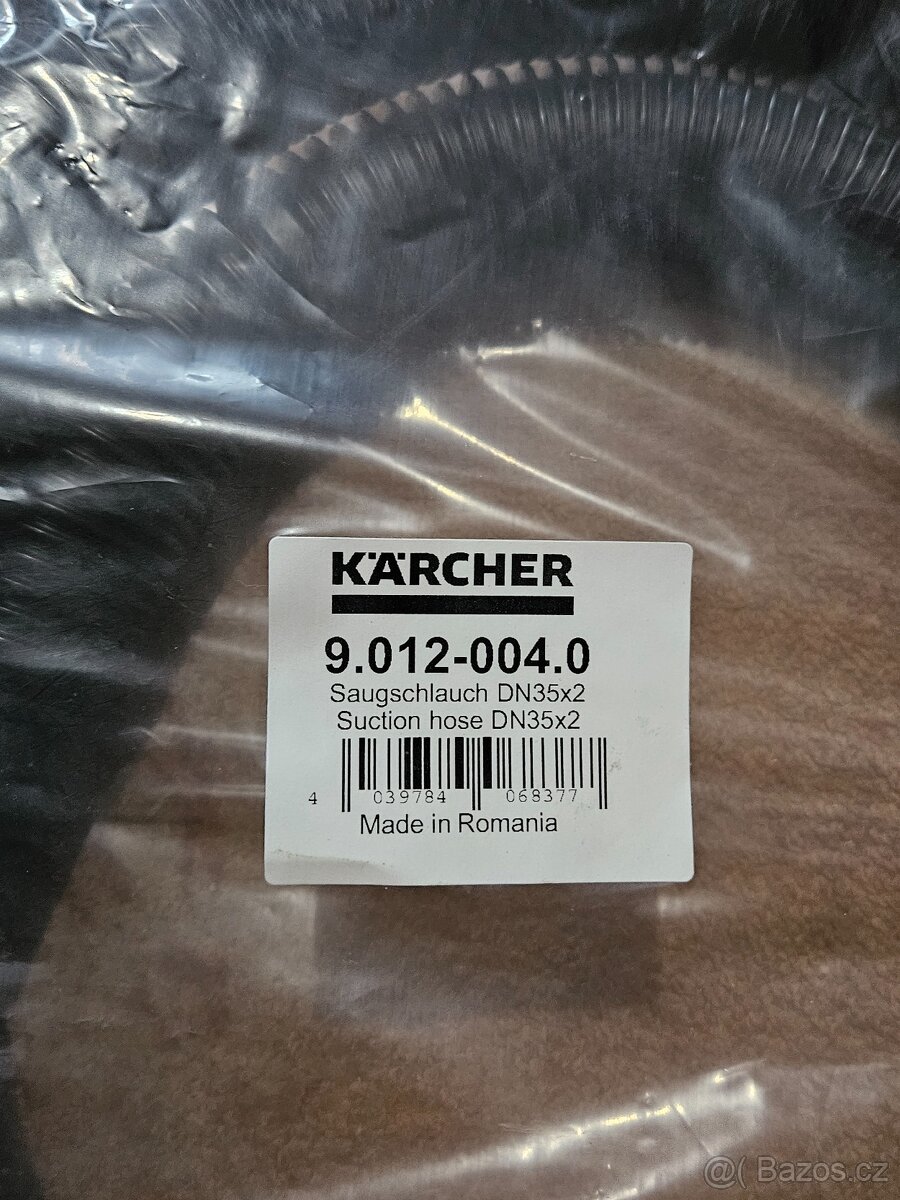 KÄRCHER
9.012-004.0
Saugschlauch DN35x2
Suction hose DN35x2
4 039784 068377
Made in Romania
@( Bazos.cz